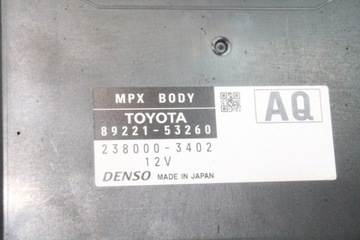 MPX BODY
AQ
TOYOTA
89221-53260
238000-3402
12V
DENSO MADE IN JAPAN